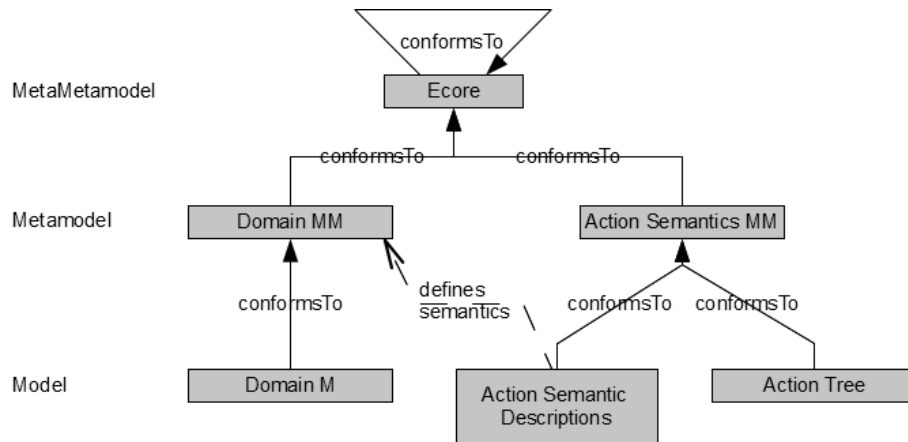 conformsTo
MetaMetamodel
Ecore
conformsTo
conformsTo
Metamodel
Domain MM
Action Semantics MM
defines
semantics
conformsTo
conformsTo
conformsTo
Model
Domain M
Action Semantic
Descriptions
Action Tree